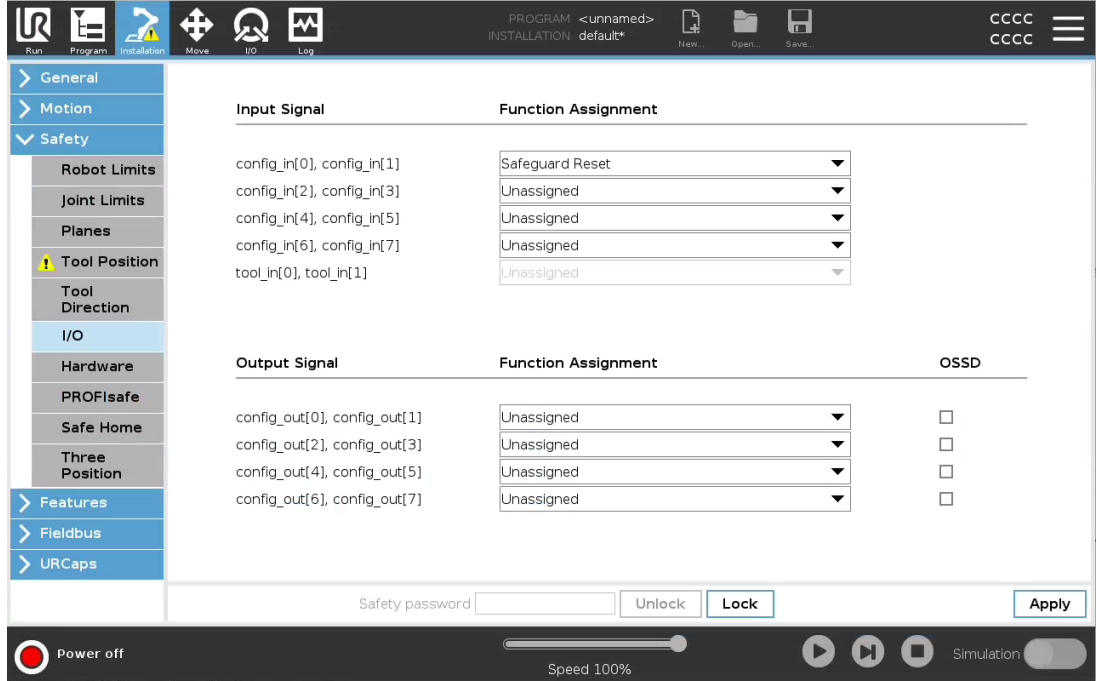 PROGRAM <unnamed>
INSTALLATION default*
CCCC
CCCC
UR
Run
Program
Installation
Move
I/O
Log
New...
Open...
Save...
General
Motion
Safety
Robot Limits
Joint Limits
Planes
Tool Position
Tool
Direction
I/O
Hardware
PROFIsafe
Safe Home
Three
Position
Features
Fieldbus
URCaps
Input Signal Function Assignment
config_in[0], config_in[1] Safeguard Reset
config_in[2], config_in[3] Unassigned
config_in[4], config_in[5] Unassigned
config_in[6], config_in[7] Unassigned
tool_in[0], tool_in[1] Unassigned
Output Signal Function Assignment OSSD
config_out[0], config_out[1] Unassigned
config_out[2], config_out[3] Unassigned
config_out[4], config_out[5] Unassigned
config_out[6], config_out[7] Unassigned
Safety password Unlock Lock Apply
Power off
Speed 100%
Simulation